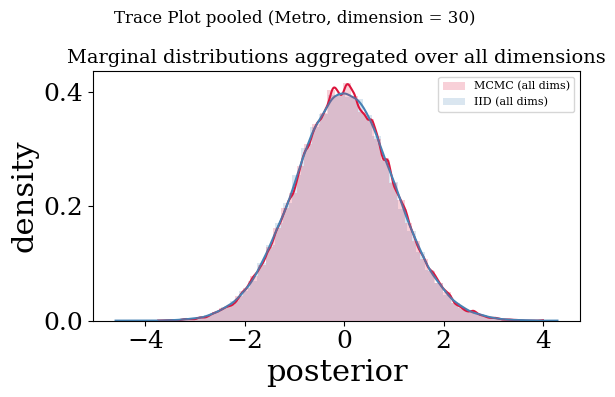 Trace Plot pooled (Metro, dimension = 30)
Marginal distributions aggregated over all dimensions
MCMC (all dims)
IID (all dims)
density
0.4
0.2
0.0
−4
−2
0
2
4
posterior